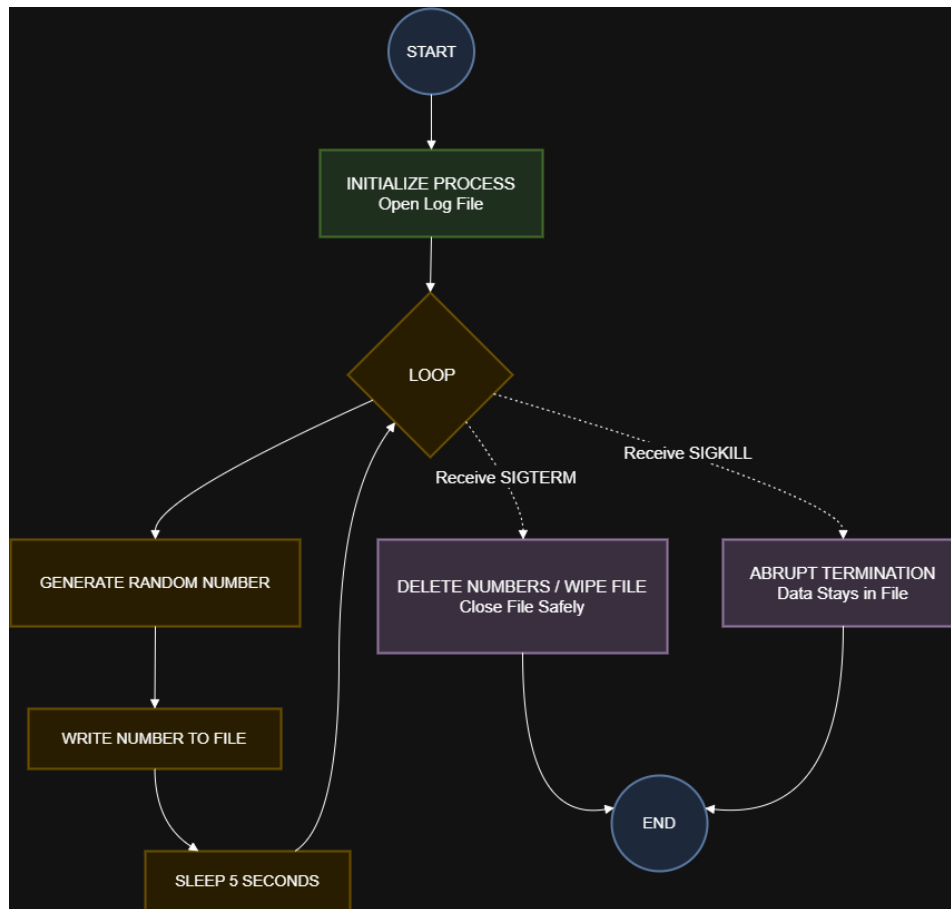 START
INITIALIZE PROCESS
Open Log File
LOOP
Receive SIGTERM
Receive SIGKILL
GENERATE RANDOM NUMBER
DELETE NUMBERS / WIPE FILE
Close File Safely
ABRUPT TERMINATION
Data Stays in File
WRITE NUMBER TO FILE
SLEEP 5 SECONDS
END